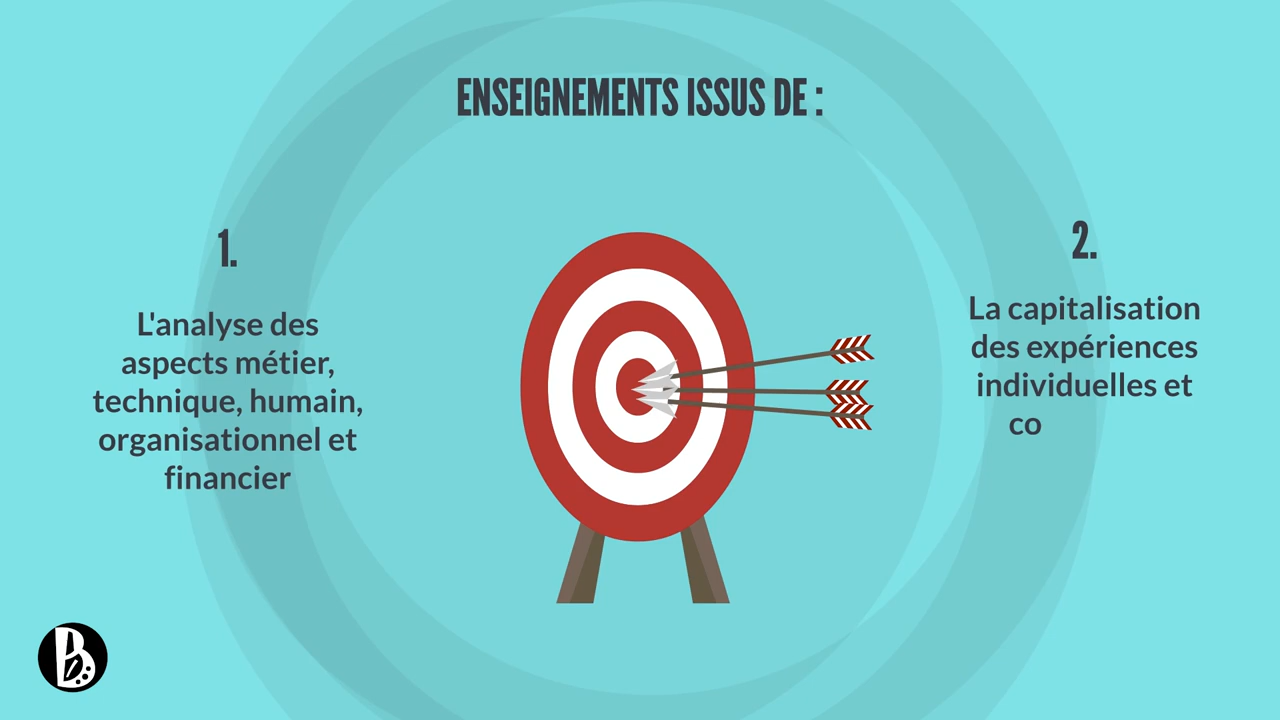 ENSEIGNEMENTS ISSUS DE :
1.
L'analyse des
aspects métier,
technique, humain,
organisationnel et
financier
2.
La capitalisation
des expériences
individuelles et
co
B